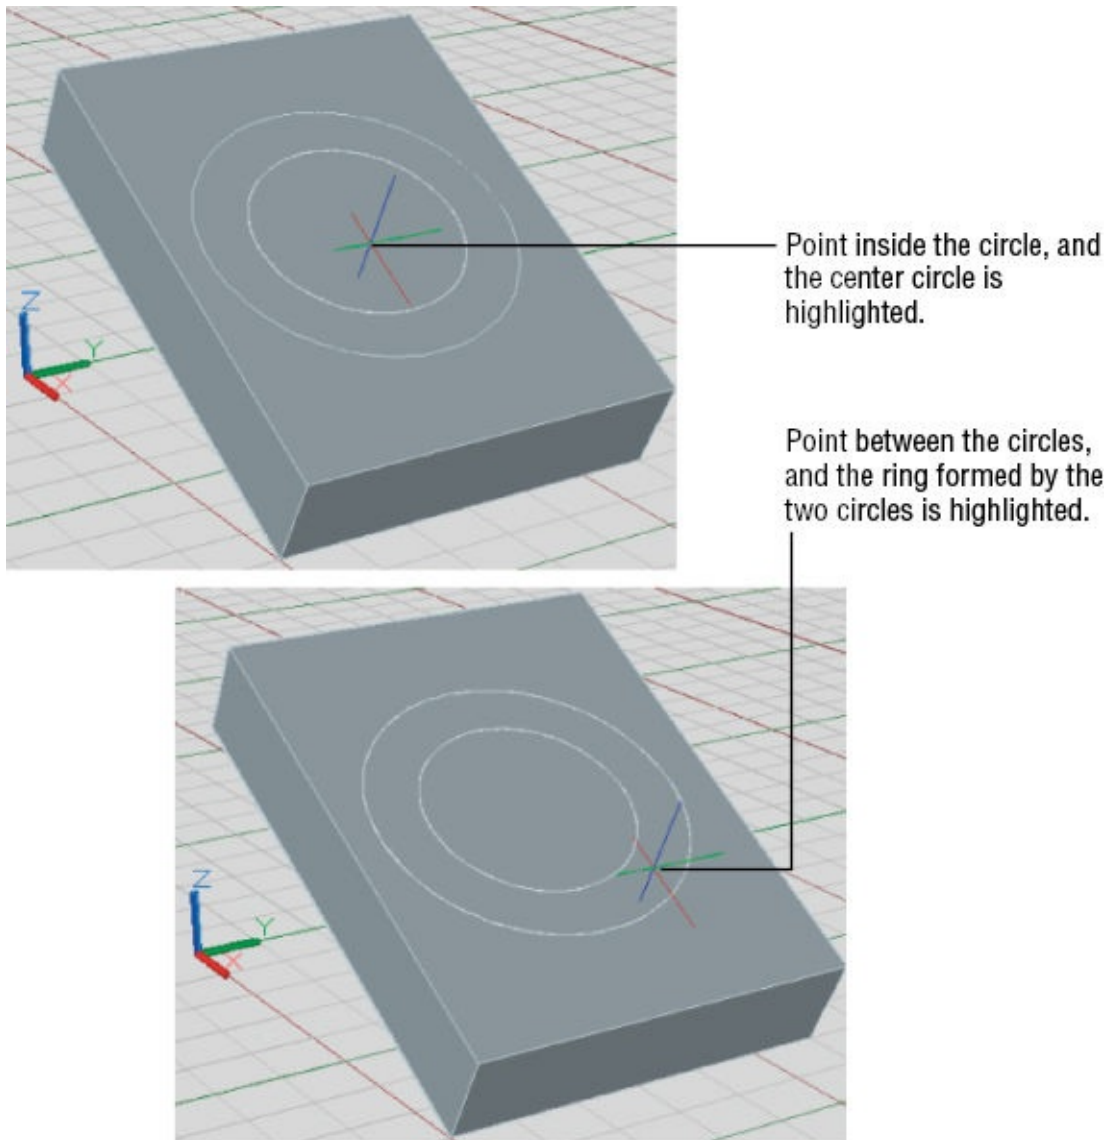 Point inside the circle, and
the center circle is
highlighted.
Z
Y
X
Point between the circles,
and the ring formed by the
two circles is highlighted.
Z
Y
X